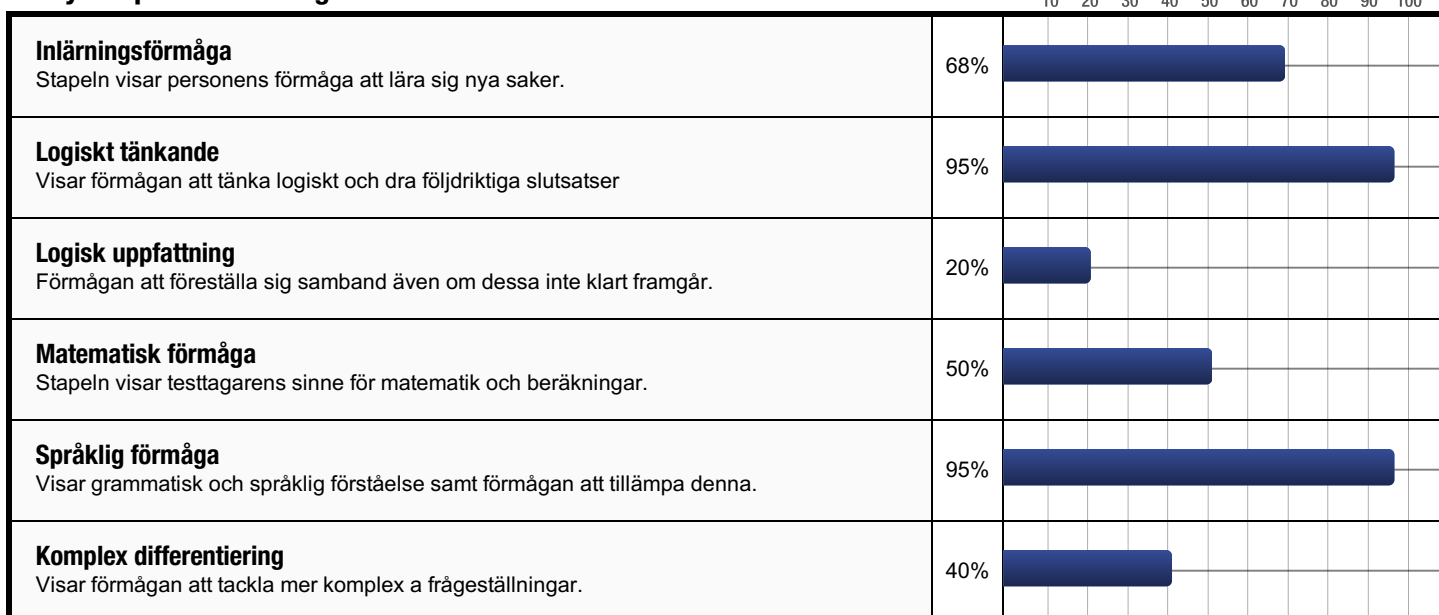 10 20 30 40 50 60 70 80 90 100
Inlärningsförmåga
Stapeln visar personens förmåga att lära sig nya saker.
68%
Logiskt tänkande
Visar förmågan att tänka logiskt och dra följdriktiga slutsatser
95%
Logisk uppfattning
Förmågan att föreställa sig samband även om dessa inte klart framgår.
20%
Matematisk förmåga
Stapeln visar testtagarens sinne för matematik och beräkningar.
50%
Språklig förmåga
Visar grammatisk och språklig förståelse samt förmågan att tillämpa denna.
95%
Komplex differentiering
Visar förmågan att tackla mer komplex a frågeställningar.
40%